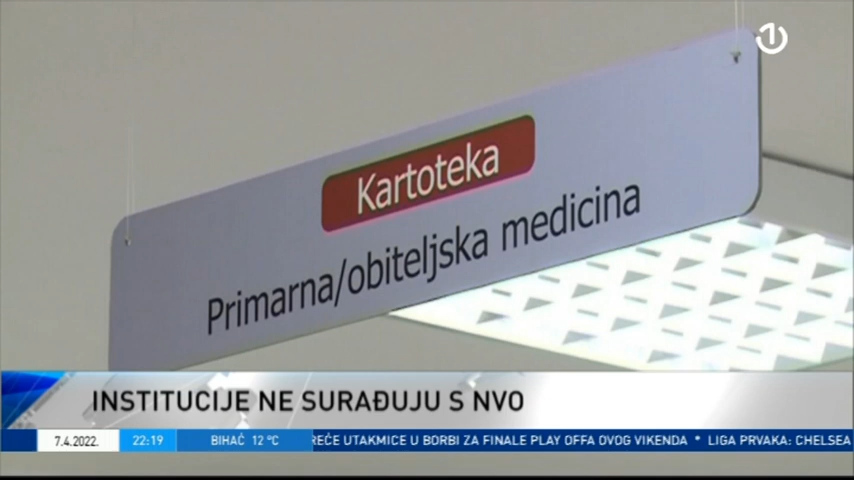 Kartoteka
Primarna/obiteljska medicina
INSTITUCIJE NE SURAĐUJU S NVO
7.4.2022. 22:19 BIHAĆ 12 °C UTAKMICE U BORBI ZA FINALE PLAY OFFA OVOG VIKENDA * LIGA PRVAKA: CHELSEA